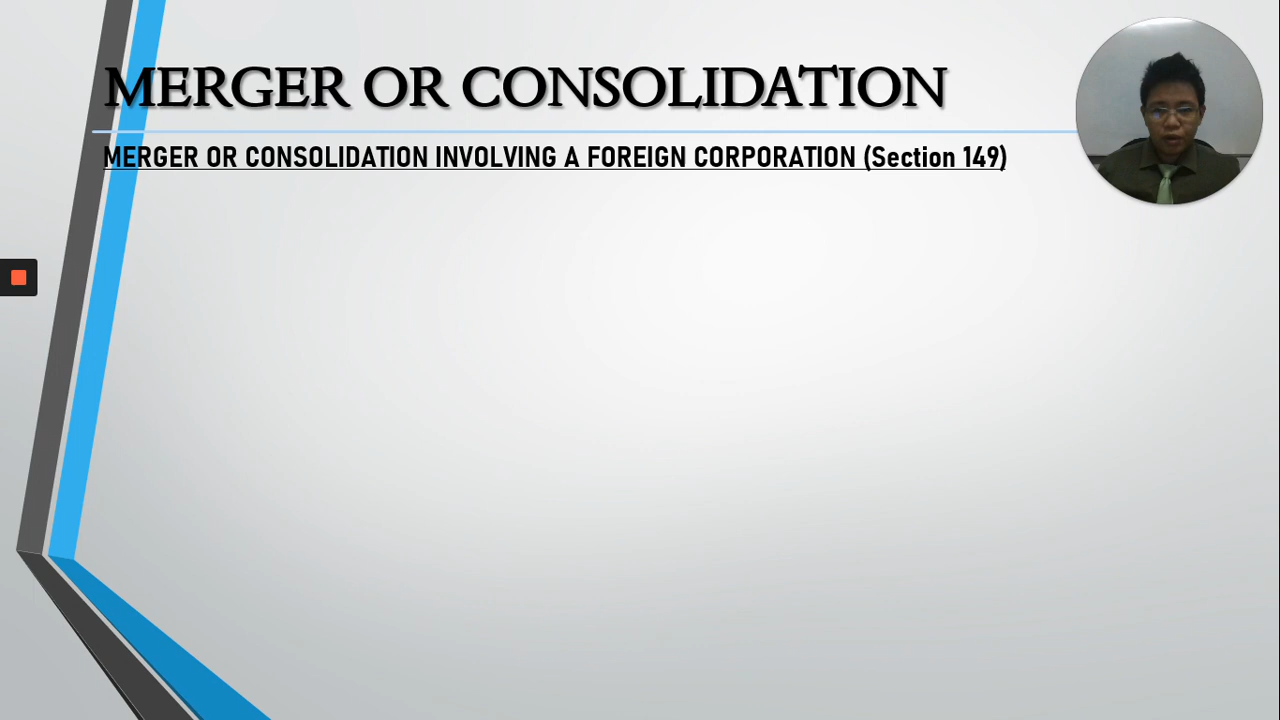 MERGER OR CONSOLIDATION
MERGER OR CONSOLIDATION INVOLVING A FOREIGN CORPORATION (Section 149)